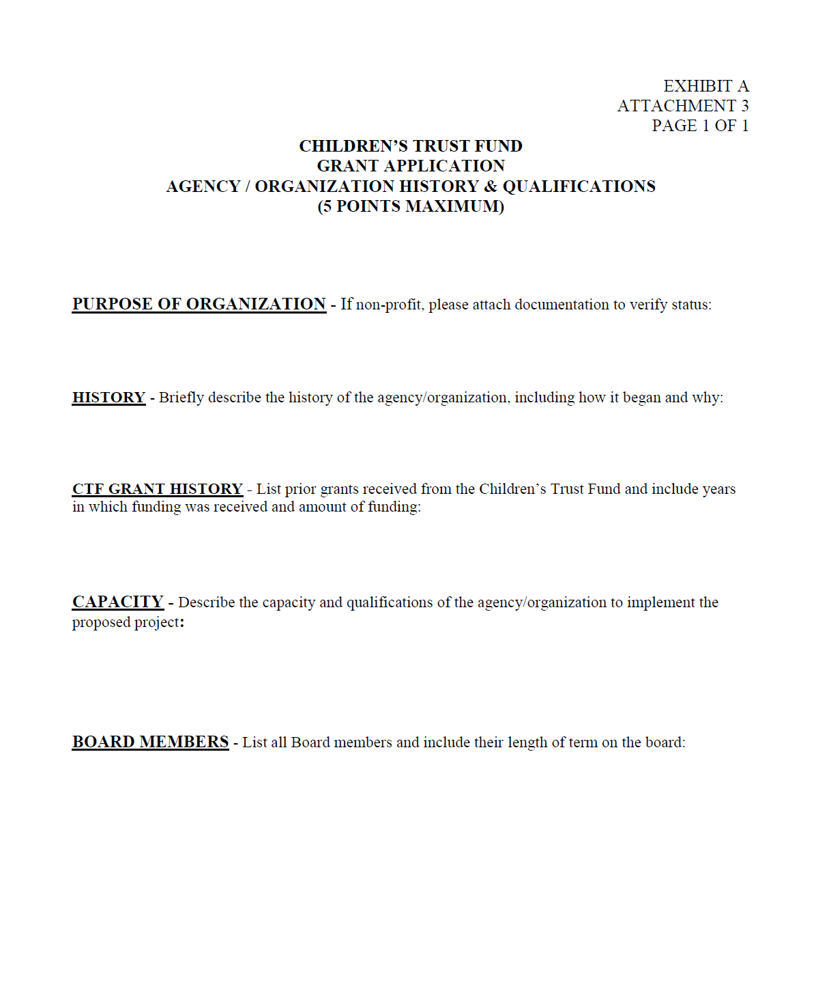 EXHIBIT A
ATTACHMENT 3
PAGE 1 OF 1
CHILDREN’S TRUST FUND
GRANT APPLICATION
AGENCY / ORGANIZATION HISTORY & QUALIFICATIONS
(5 POINTS MAXIMUM)
PURPOSE OF ORGANIZATION - If non-profit, please attach documentation to verify status:
HISTORY - Briefly describe the history of the agency/organization, including how it began and why:
CTF GRANT HISTORY - List prior grants received from the Children’s Trust Fund and include years
in which funding was received and amount of funding:
CAPACITY - Describe the capacity and qualifications of the agency/organization to implement the
proposed project:
BOARD MEMBERS - List all Board members and include their length of term on the board: